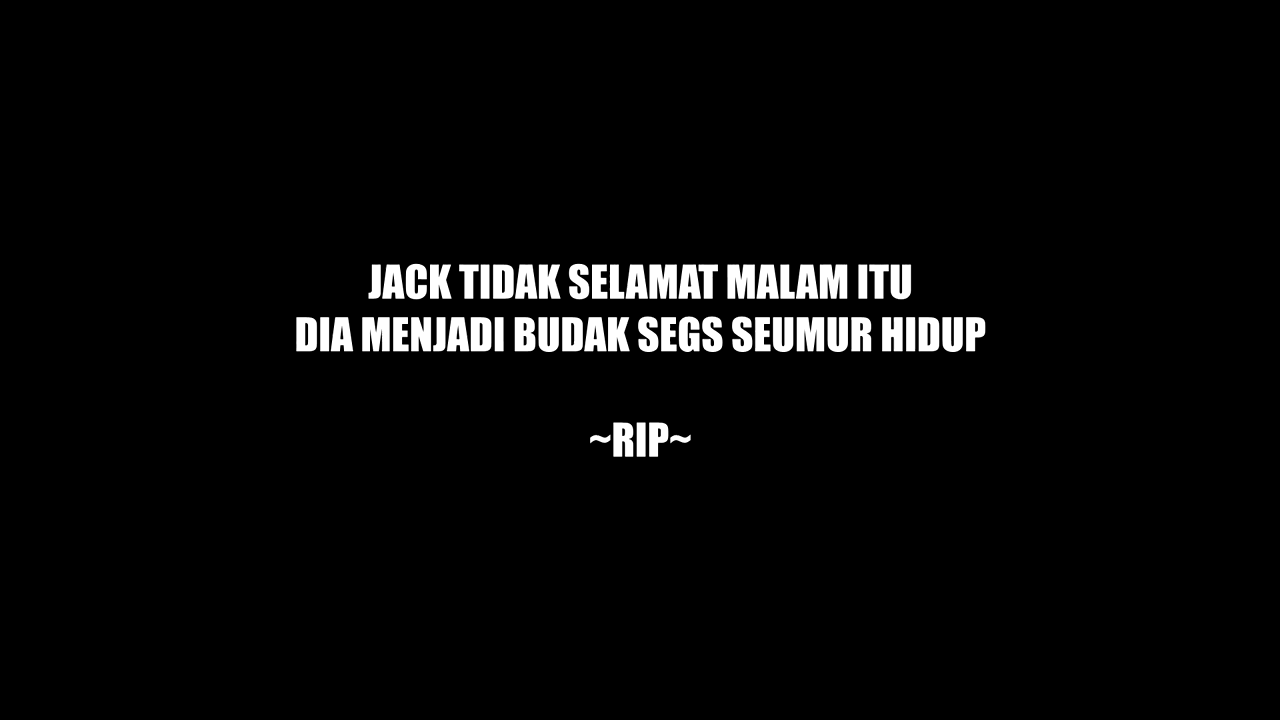 JACK TIDAK SELAMAT MALAM ITU
DIA MENJADI BUDAK SEGS SEUMUR HIDUP
~RIP~